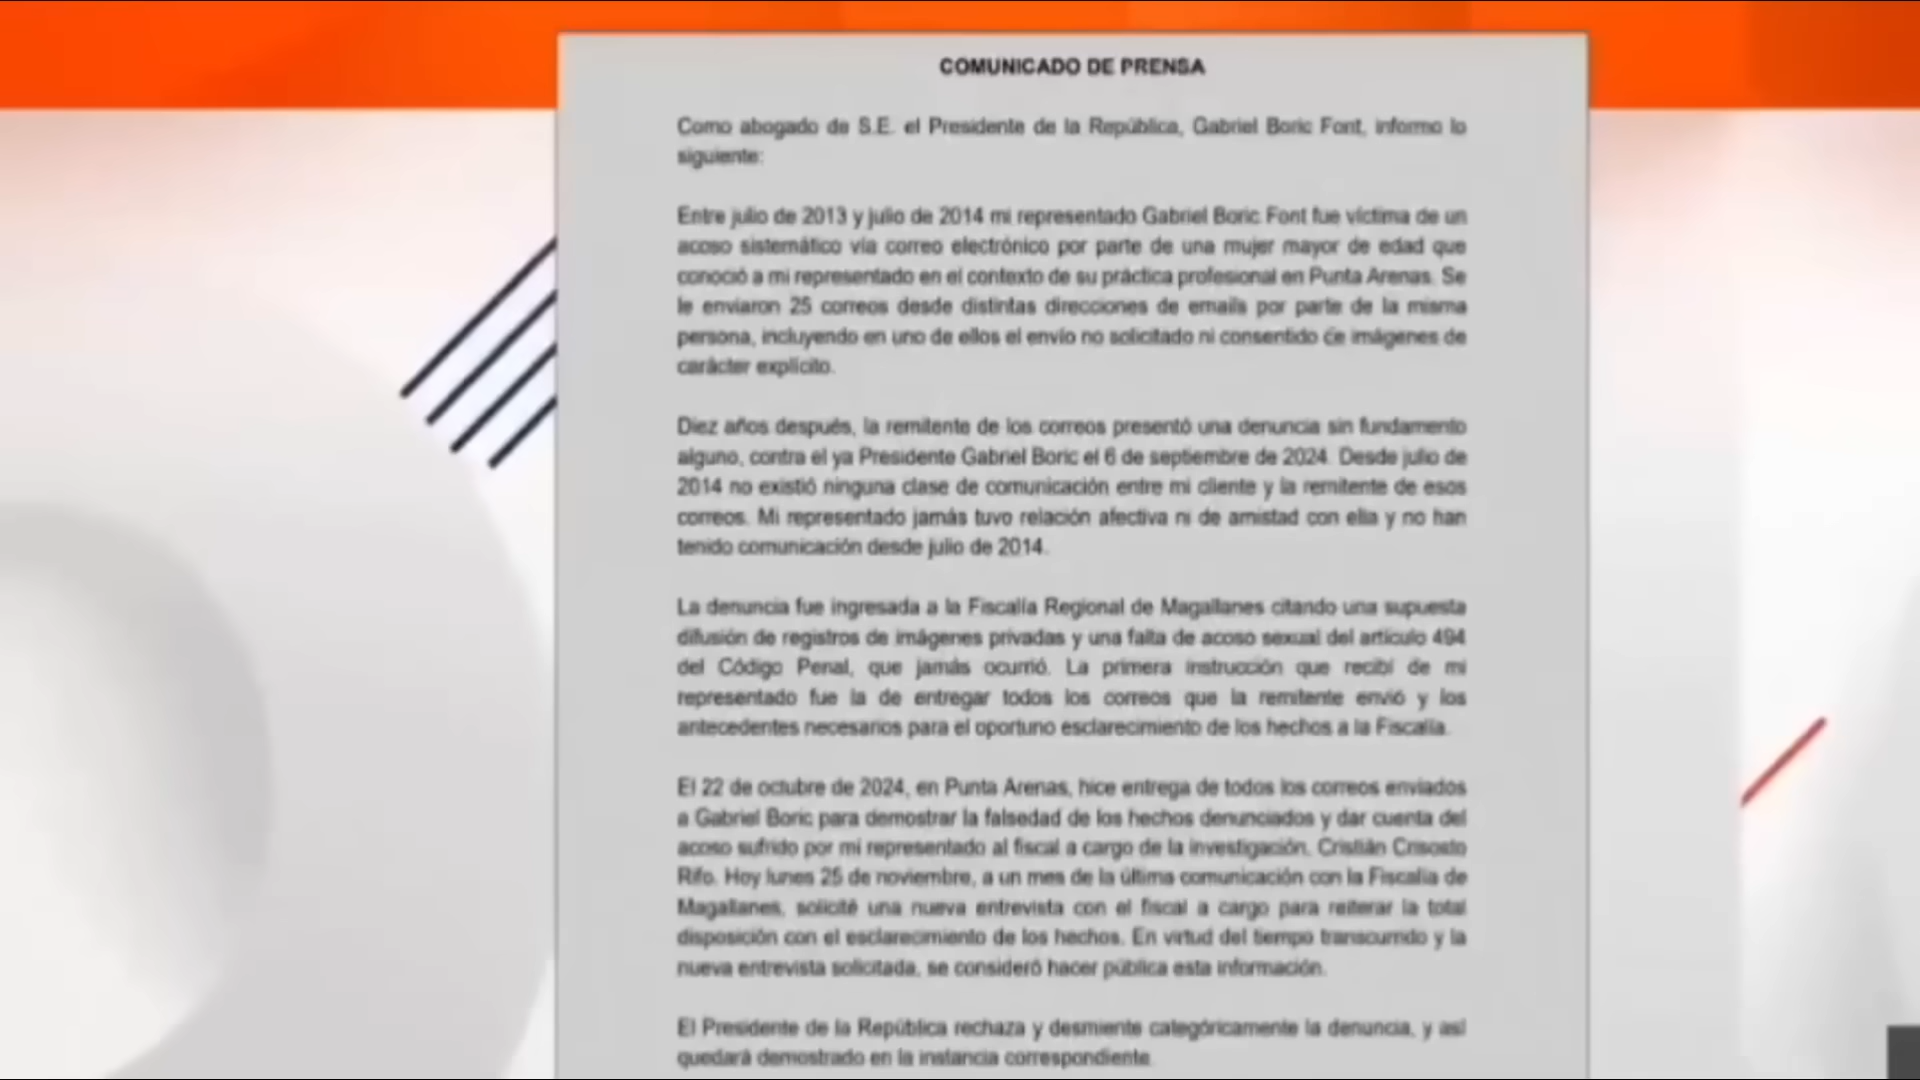 COMUNICADO DE PRENSA
Como abogado de S.E. el Presidente de la República, Gabriel Boric Font, informo lo
siguiente:
Entre julio de 2013 y julio de 2014 mi representado Gabriel Boric Font fue víctima de un
acoso sistemático vía correo electrónico por parte de una mujer mayor de edad que
conoció a mi representado en el contexto de su práctica profesional en Punta Arenas. Se
le enviaron 25 correos desde distintas direcciones de emails por parte de la misma
persona, incluyendo en uno de ellos el envío no solicitado ni consentido de imágenes de
carácter explícito.
Diez años después, la remitente de los correos presentó una denuncia sin fundamento
alguno, contra el ya Presidente Gabriel Boric el 6 de septiembre de 2024. Desde julio de
2014 no existió ninguna clase de comunicación entre mi cliente y la remitente de esos
correos. Mi representado jamás tuvo relación afectiva ni de amistad con ella y no han
tenido comunicación desde julio de 2014.
La denuncia fue ingresada a la Fiscalía Regional de Magallanes citando una supuesta
difusión de registros de imágenes privadas y una falta de acoso sexual del artículo 494
del Código Penal, que jamás ocurrió. La primera instrucción que recibí de mi
representado fue la de entregar todos los correos que la remitente envió y los
antecedentes necesarios para el oportuno esclarecimiento de los hechos a la Fiscalía.
El 22 de octubre de 2024, en Punta Arenas, hice entrega de todos los correos enviados
a Gabriel Boric para demostrar la falsedad de los hechos denunciados y dar cuenta del
acoso sufrido por mi representado al fiscal a cargo de la investigación, Cristián Crisosto
Rifo. Hoy lunes 25 de noviembre, a un mes de la última comunicación con la Fiscalía de
Magallanes, solicité una nueva entrevista con el fiscal a cargo para reiterar la total
disposición con el esclarecimiento de los hechos. En virtud del tiempo transcurrido y la
nueva entrevista solicitada, se consideró hacer pública esta información.
El Presidente de la República rechaza y desmiente categóricamente la denuncia, y así
quedará demostrado en la instancia correspondiente.